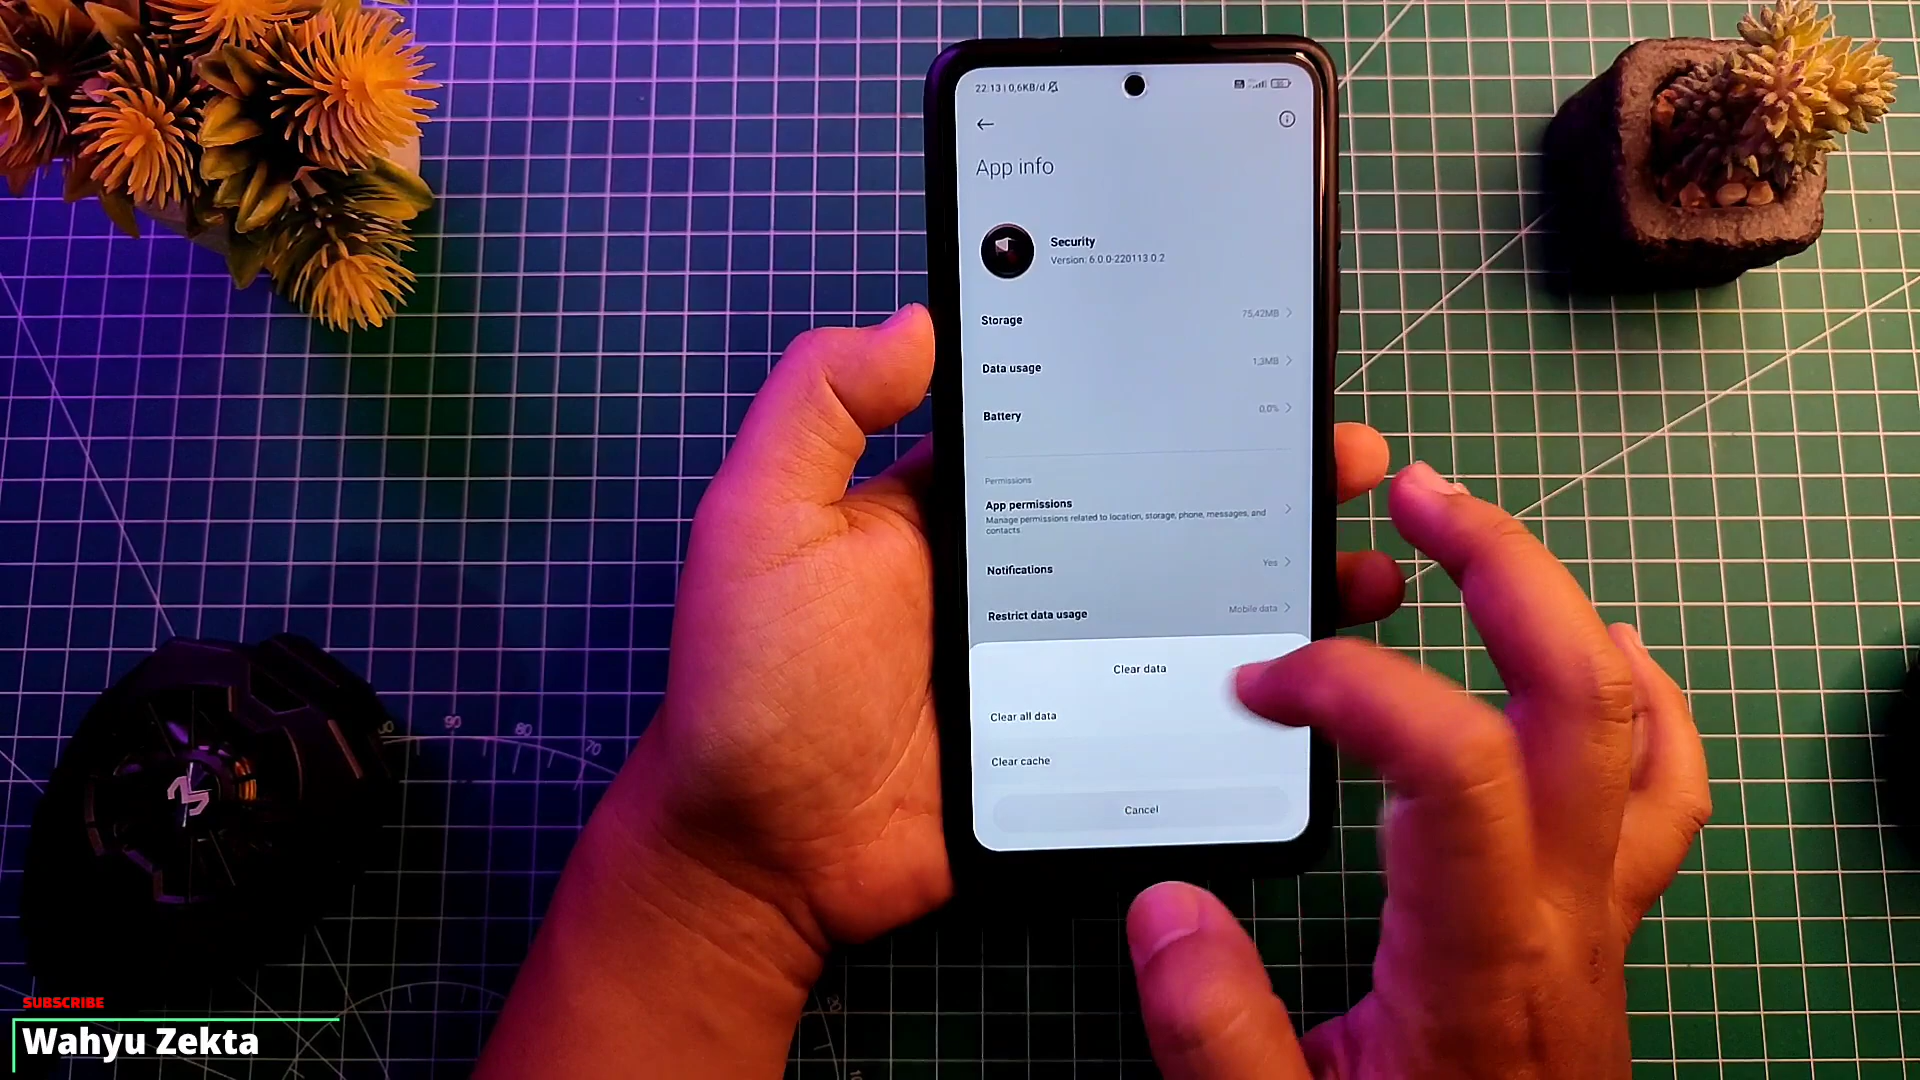 22.13 | 0,6KB/d
App info
Security
Version: 6.0.0-220113.0.2
Storage
75,42MB
Data usage
1,3MB
Battery
0,0%
Permissions
App permissions
Manage permissions related to location, storage, phone, messages, and
contacts
Notifications
Yes
Restrict data usage
Mobile data
Clear data
Clear all data
Clear cache
Cancel
90
80
70
SUBSCRIBE
Wahyu Zekta